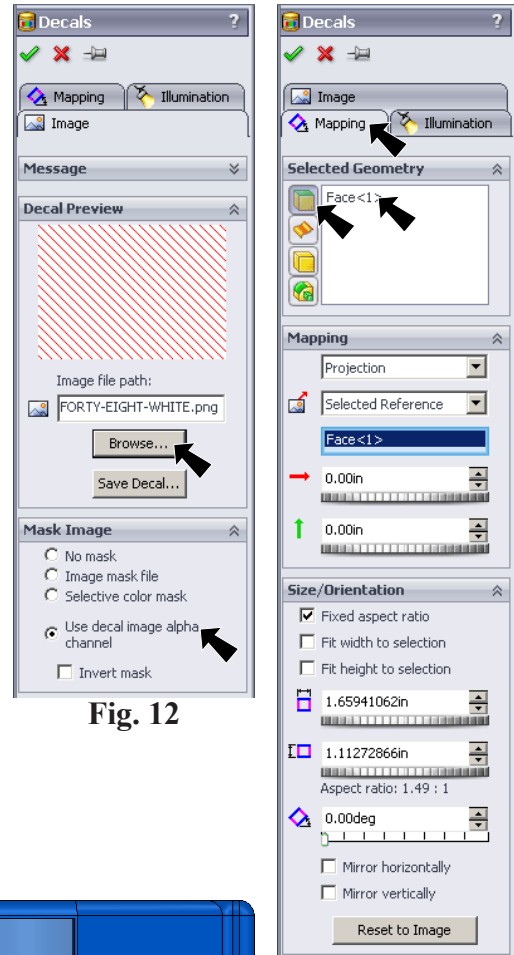 Decals ?
Mapping Illumination
Image
Message
Decal Preview
Image file path:
FORTY-EIGHT-WHITE.png
Browse...
Save Decal...
Mask Image
No mask
Image mask file
Selective color mask
Use decal image alpha
channel
Invert mask
Fig. 12
Decals ?
Image
Mapping Illumination
Selected Geometry
Face<1>
Mapping
Projection
Selected Reference
Face<1>
0.00in
0.00in
Size/Orientation
Fixed aspect ratio
Fit width to selection
Fit height to selection
1.65941062in
1.11272866in
Aspect ratio: 1.49 : 1
0.00deg
Mirror horizontally
Mirror vertically
Reset to Image